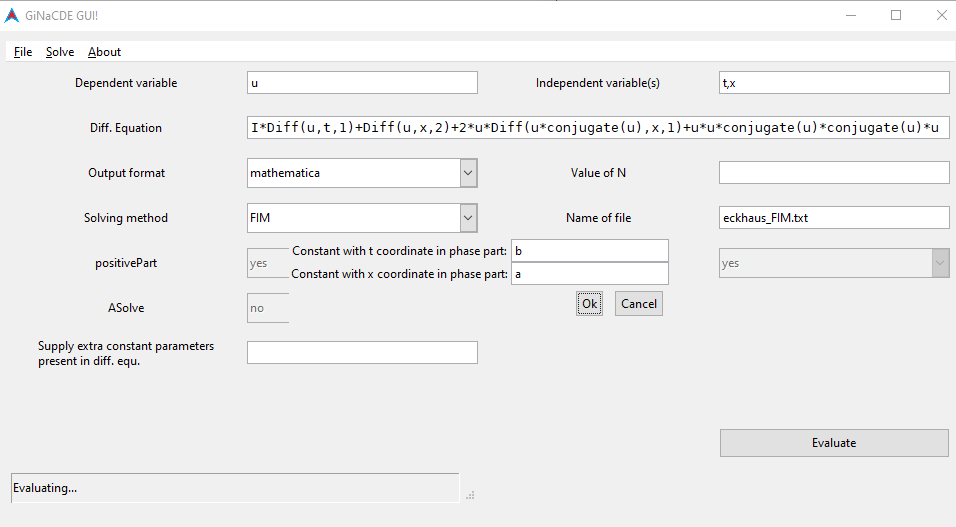 GiNaCDE GUI!
File Solve About
Dependent variable u Independent variable(s) t,x
Diff. Equation I*Diff(u,t,1)+Diff(u,x,2)+2*u*Diff(u*conjugate(u),x,1)+u*u*conjugate(u)*conjugate(u)*u
Output format mathematica Value of N
Solving method FIM Name of file eckhaus_FIM.txt
positivePart yes Constant with t coordinate in phase part: b yes
Constant with x coordinate in phase part: a
ASolve no Ok Cancel
Supply extra constant parameters
present in diff. equ.
Evaluate
Evaluating...